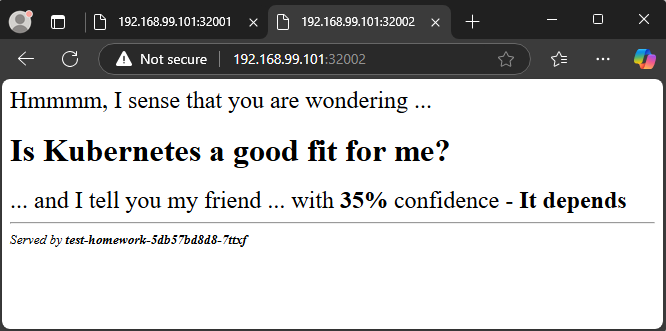 192.168.99.101:32001
192.168.99.101:32002
Not secure
192.168.99.101:32002
Hmmmm, I sense that you are wondering ...
Is Kubernetes a good fit for me?
... and I tell you my friend ... with 35% confidence - It depends
Served by test-homework-5db57bd8d8-7ttxf